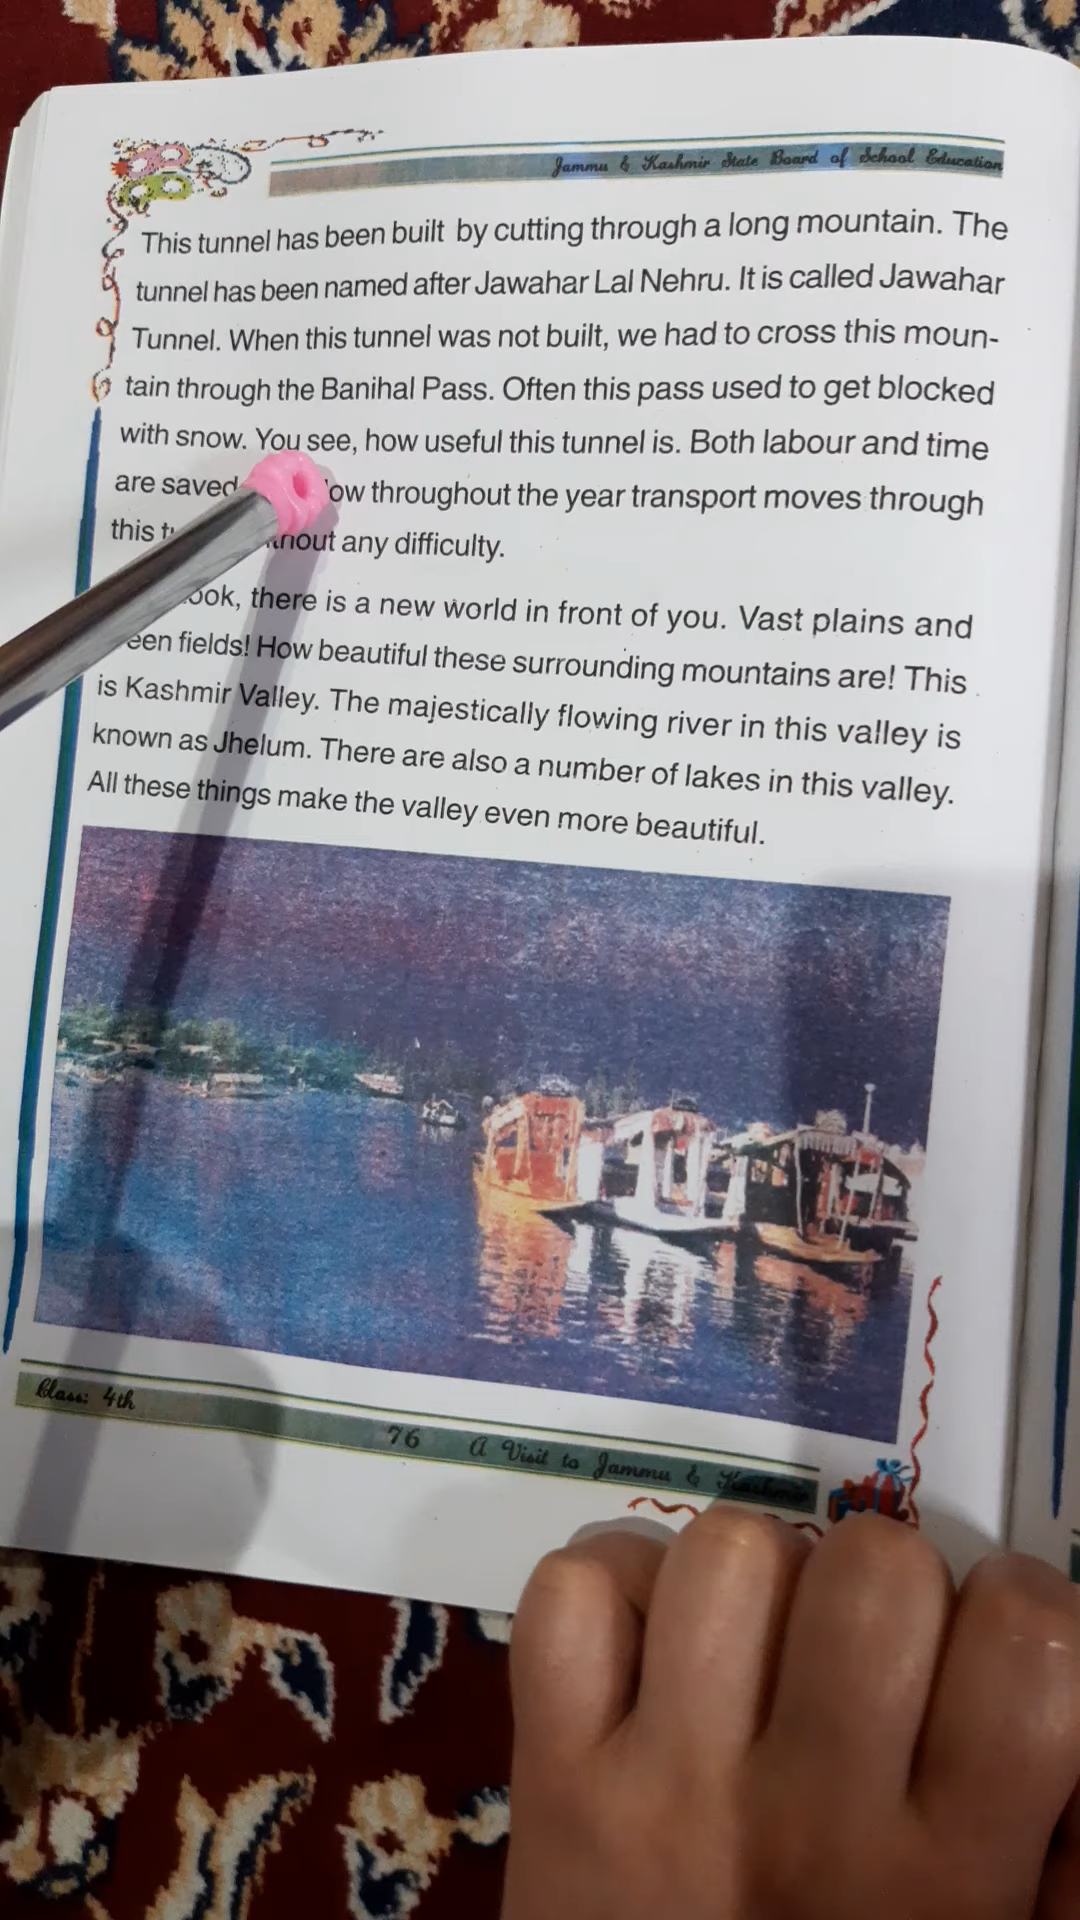 Jammu & Kashmir State Board of School Education
This tunnel has been built by cutting through a long mountain. The
tunnel has been named after Jawahar Lal Nehru. It is called Jawahar
Tunnel. When this tunnel was not built, we had to cross this moun-
tain through the Banihal Pass. Often this pass used to get blocked
with snow. You see, how useful this tunnel is. Both labour and time
are saved throughout the year transport moves through
this any difficulty.
there is a new world in front of you. Vast plains and
fields! How beautiful these surrounding mountains are! This
is Kashmir Valley. The majestically flowing river in this valley is
known as Jhelum. There are also a number of lakes in this valley.
All these things make the valley even more beautiful.
Class: 4th
76 A Visit to Jammu & Kashmir